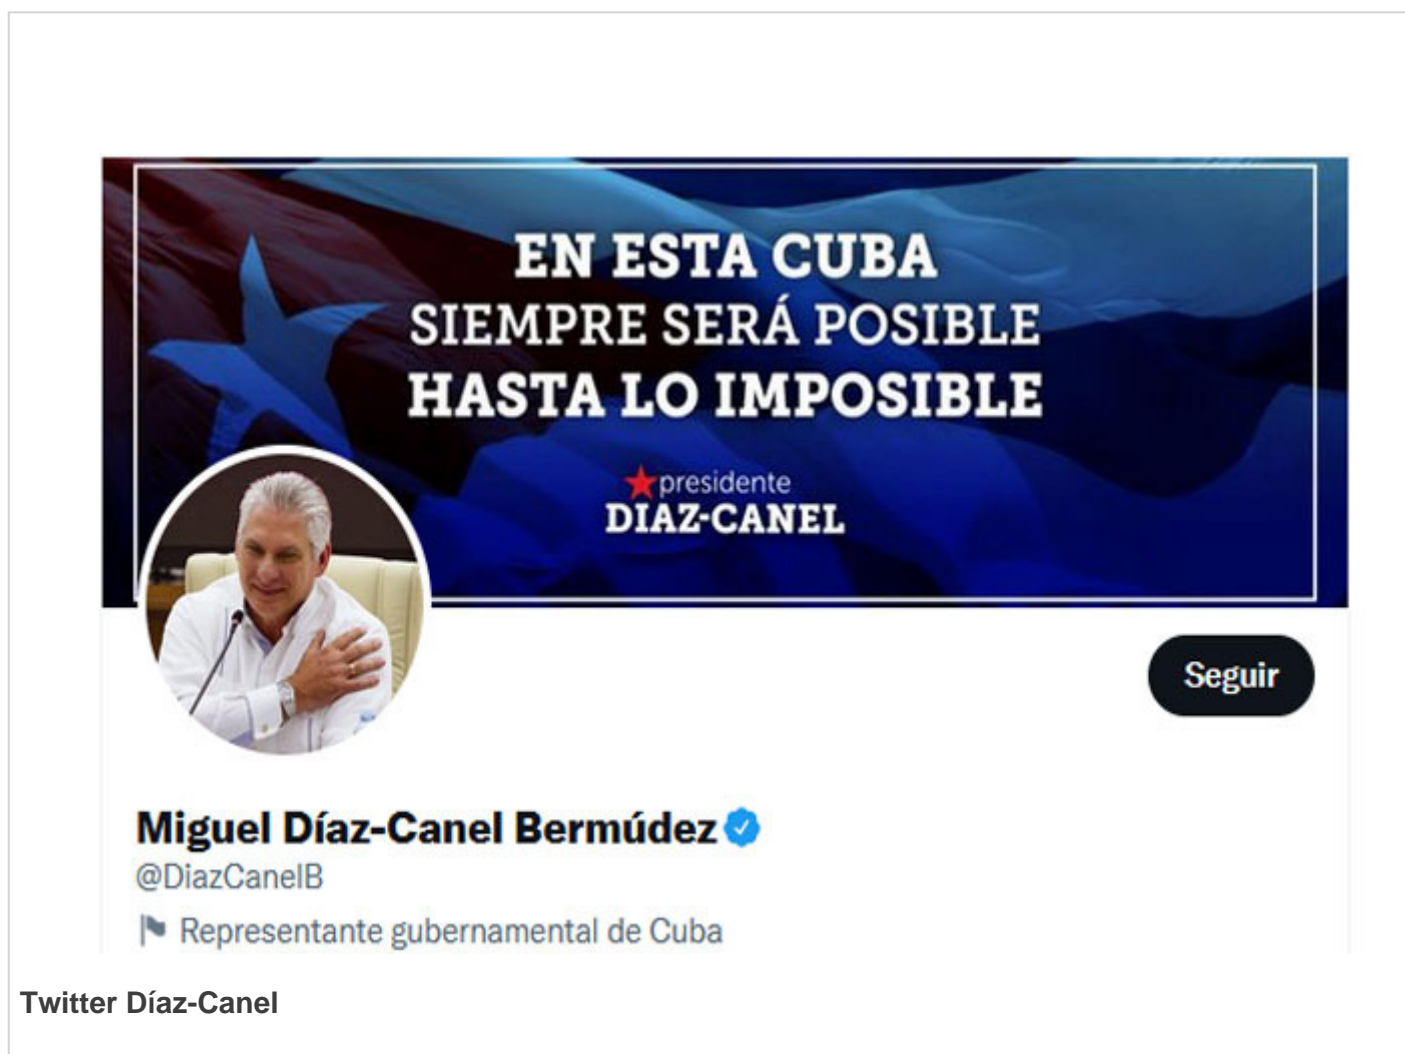 EN ESTA CUBA
SIEMPRE SERÁ POSIBLE
HASTA LO IMPOSIBLE
presidente
DIAZ-CANEL
Seguir
Miguel Díaz-Canel Bermúdez
@DiazCanelB
Representante gubernamental de Cuba
Twitter Díaz-Canel